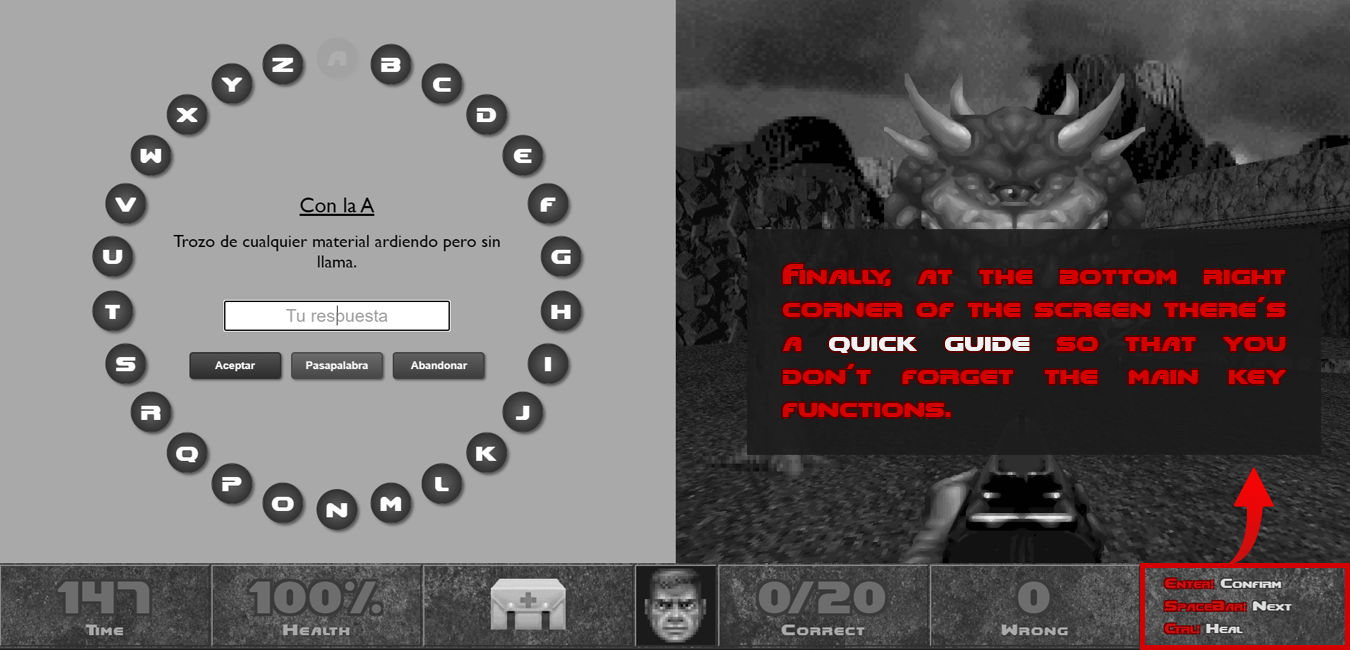 A
B
C
D
E
F
G
H
I
J
K
L
M
N
O
P
Q
R
S
T
U
V
W
X
Y
Z
Con la A
Trozo de cualquier material ardiendo pero sin
llama.
Tu respuesta
Aceptar
Pasapalabra
Abandonar
Finally, at the bottom right
corner of the screen there's
a quick guide so that you
don't forget the main key
functions.
147
Time
100%
Health
0/20
Correct
0
Wrong
Enter: Confirm
SpaceBar: Next
Ctrl: Heal